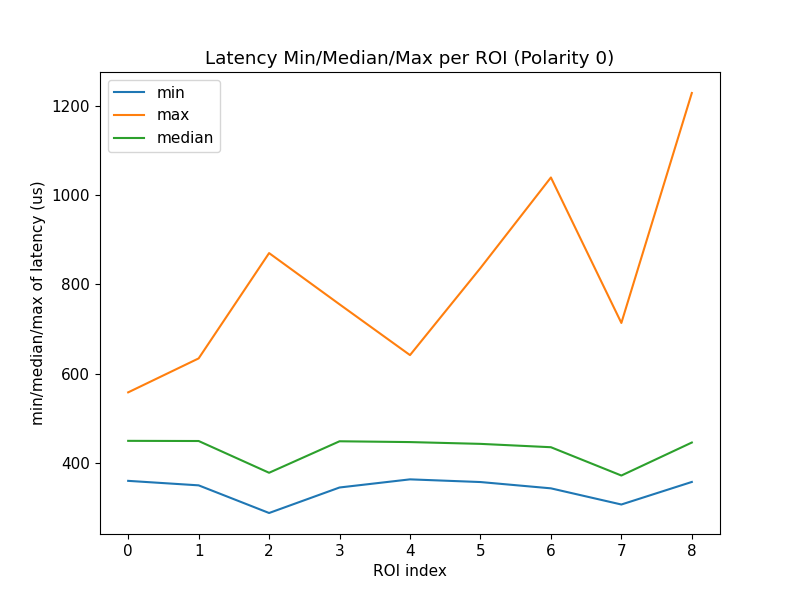 Latency Min/Median/Max per ROI (Polarity 0)
min
max
median
min/median/max of latency (us)
1200
1000
800
600
400
0 1 2 3 4 5 6 7 8
ROI index